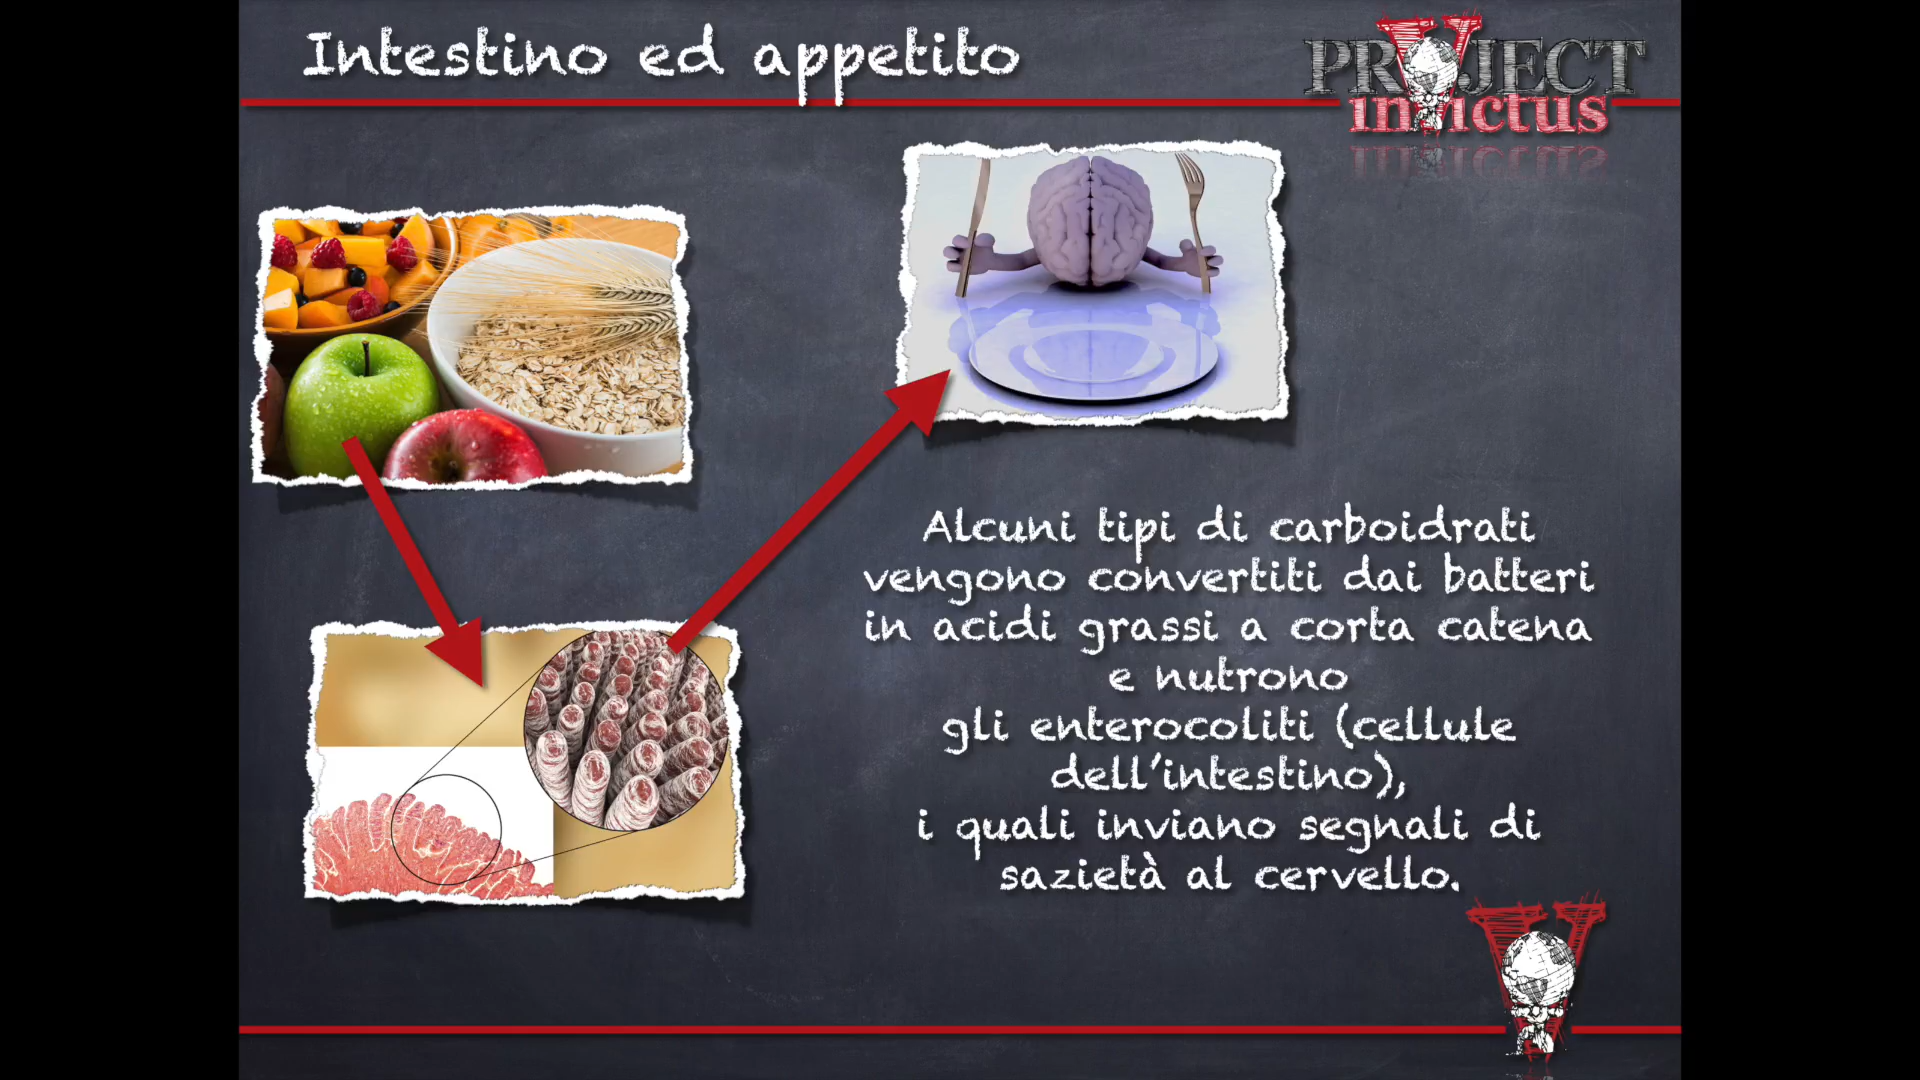 Intestino ed appetito
PROJECT
invictus
Alcuni tipi di carboidrati
vengono convertiti dai batteri
in acidi grassi a corta catena
e nutrono
gli enterocoliti (cellule
dell'intestino),
i quali inviano segnali di
sazietà al cervello.
V